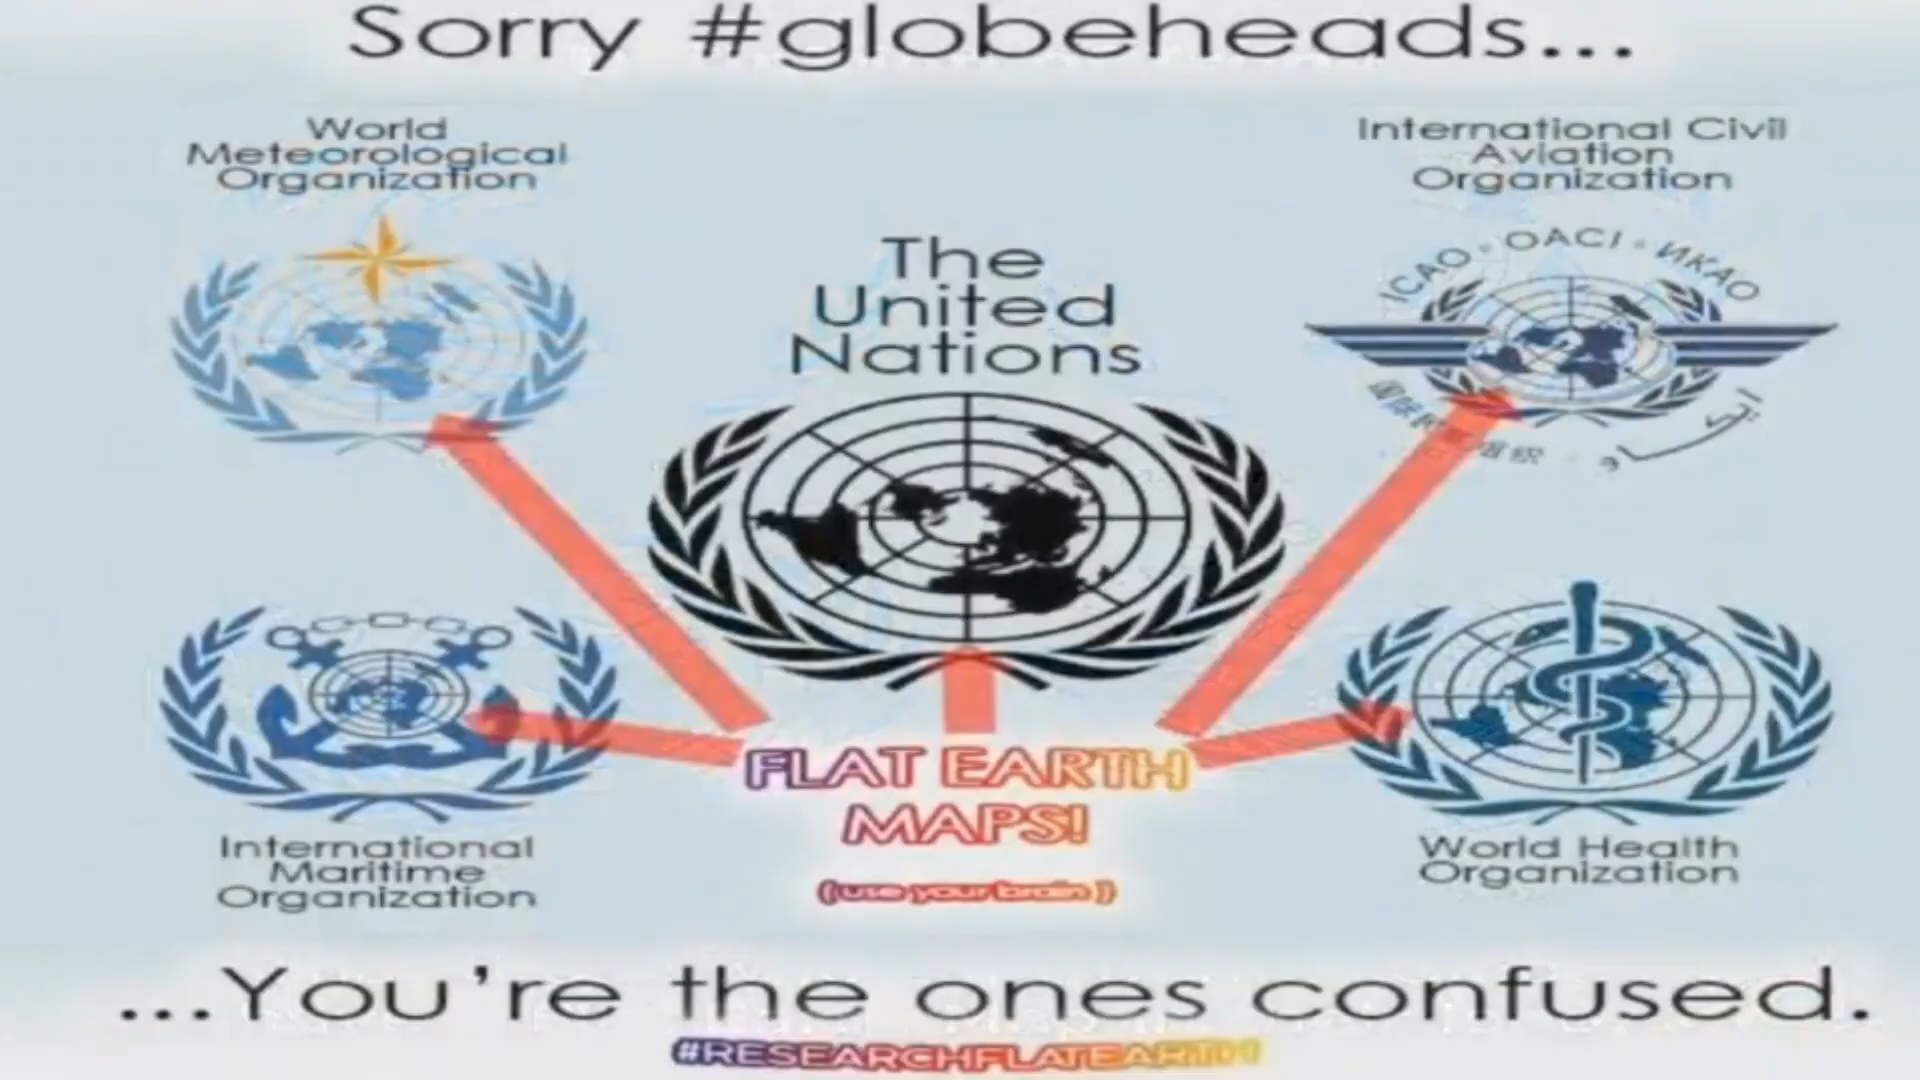 Sorry #globeheads...
World
Meteorological
Organization
International Civil
Aviation
Organization
ICAO · OACI · ИКАО
The
United
Nations
FLAT EARTH
MAPS!
(use your brain)
International
Maritime
Organization
World Health
Organization
...You're the ones confused.
#RESEARCHFLATEARTH